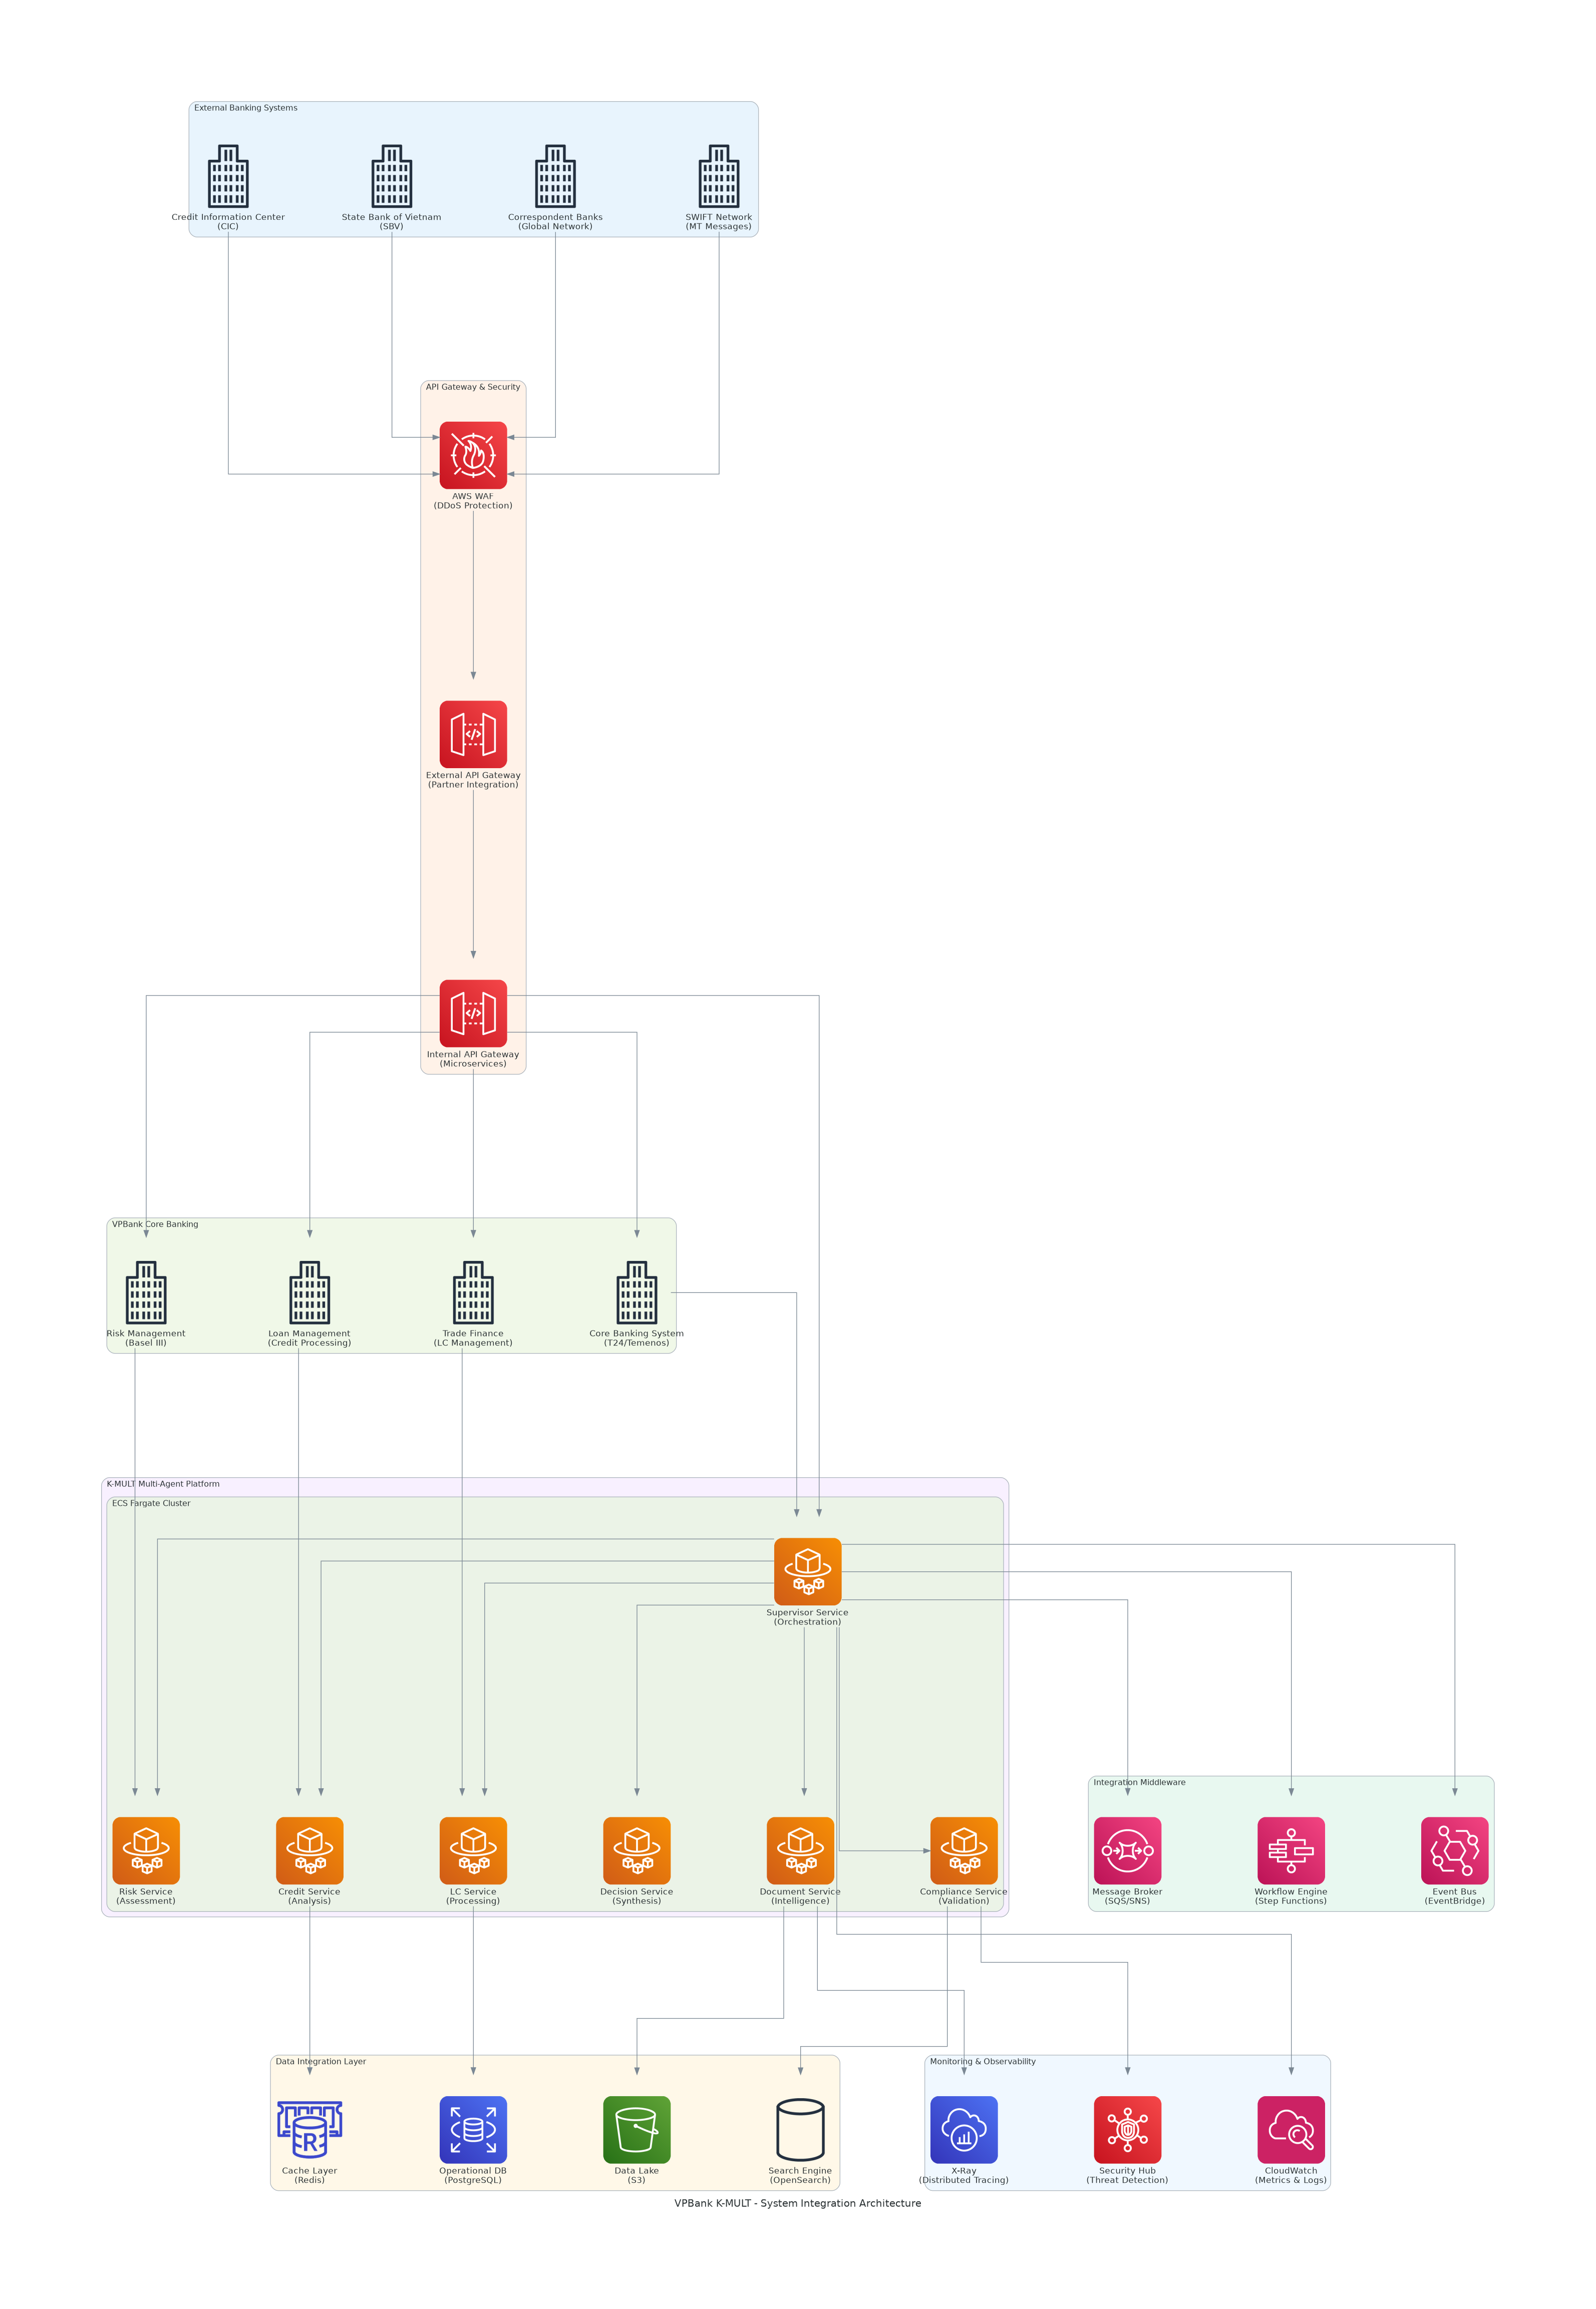 External Banking Systems
Credit Information Center
(CIC)
State Bank of Vietnam
(SBV)
Correspondent Banks
(Global Network)
SWIFT Network
(MT Messages)
API Gateway & Security
AWS WAF
(DDoS Protection)
External API Gateway
(Partner Integration)
Internal API Gateway
(Microservices)
VPBank Core Banking
Risk Management
(Basel III)
Loan Management
(Credit Processing)
Trade Finance
(LC Management)
Core Banking System
(T24/Temenos)
K-MULT Multi-Agent Platform
ECS Fargate Cluster
Supervisor Service
(Orchestration)
Risk Service
(Assessment)
Credit Service
(Analysis)
LC Service
(Processing)
Decision Service
(Synthesis)
Document Service
(Intelligence)
Compliance Service
(Validation)
Integration Middleware
Message Broker
(SQS/SNS)
Workflow Engine
(Step Functions)
Event Bus
(EventBridge)
Data Integration Layer
R
Cache Layer
(Redis)
Operational DB
(PostgreSQL)
Data Lake
(S3)
Search Engine
(OpenSearch)
Monitoring & Observability
X-Ray
(Distributed Tracing)
Security Hub
(Threat Detection)
CloudWatch
(Metrics & Logs)
VPBank K-MULT - System Integration Architecture